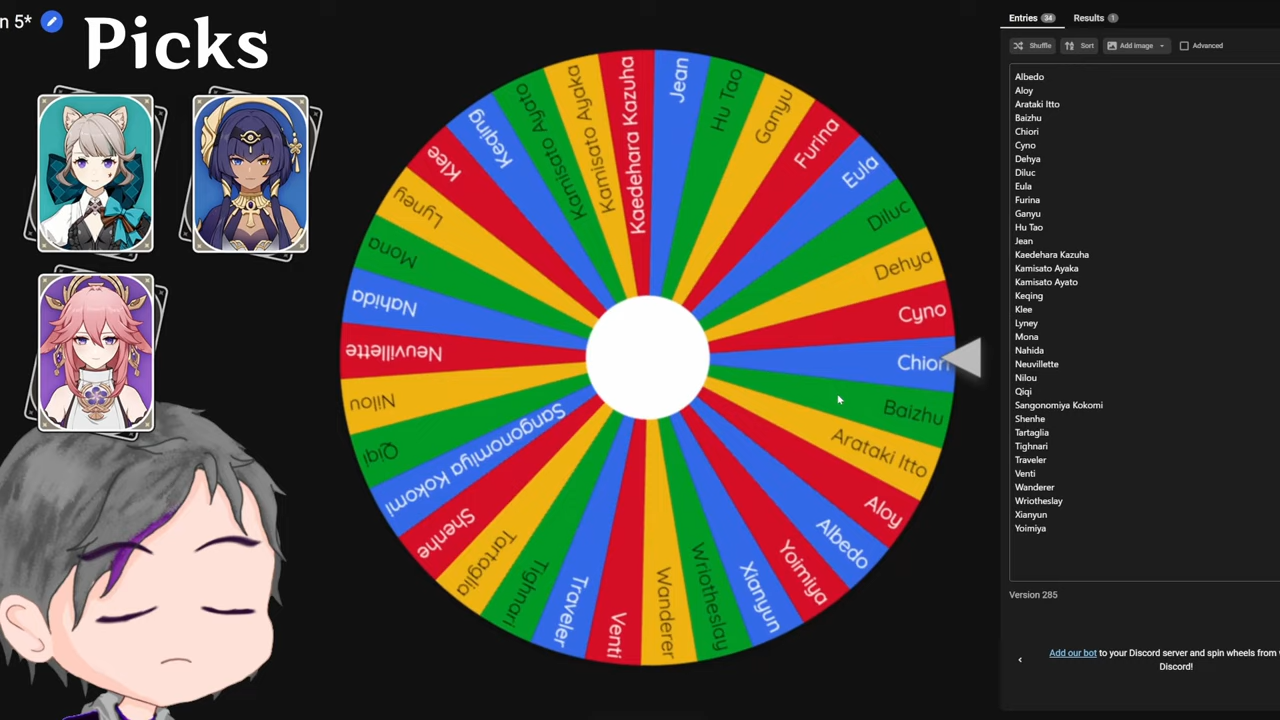 n 5*
Picks
Kaedehara Kazuha
Jean
Hu Tao
Ganyu
Furina
Eula
Diluc
Dehya
Cyno
Chiori
Baizhu
Arataki Itto
Aloy
Albedo
Yoimiya
Xianyun
Wriothesley
Wanderer
Venti
Traveler
Tighnari
Tartaglia
Shenhe
Sangonomiya Kokomi
Qiqi
Nilou
Neuvillette
Nahida
Mona
Lyney
Klee
Keqing
Kamisato Ayato
Kamisato Ayaka
Entries 34 Results 1
Shuffle Sort Add image Advanced
Albedo
Aloy
Arataki Itto
Baizhu
Chiori
Cyno
Dehya
Diluc
Eula
Furina
Ganyu
Hu Tao
Jean
Kaedehara Kazuha
Kamisato Ayaka
Kamisato Ayato
Keqing
Klee
Lyney
Mona
Nahida
Neuvillette
Nilou
Qiqi
Sangonomiya Kokomi
Shenhe
Tartaglia
Tighnari
Traveler
Venti
Wanderer
Wriotheslay
Xianyun
Yoimiya
Version 285
Add our bot to your Discord server and spin wheels from
Discord!